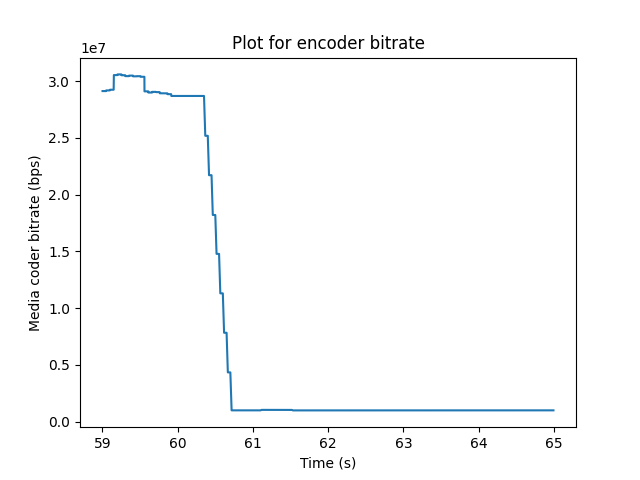 Plot for encoder bitrate
1e7
3.0
2.5
2.0
1.5
1.0
0.5
0.0
Media coder bitrate (bps)
59 60 61 62 63 64 65
Time (s)